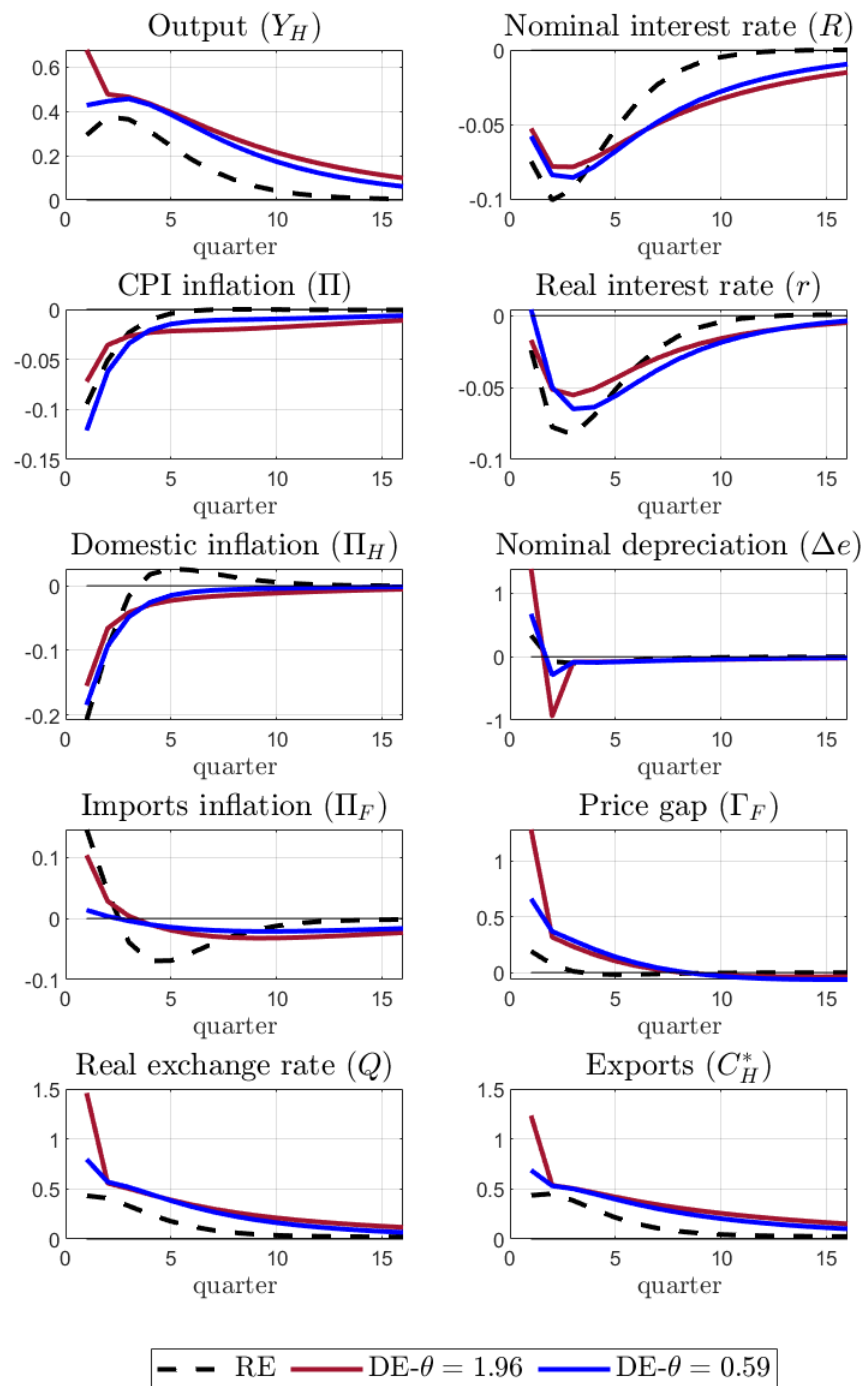 Output (Y_H)
0.6
0.4
0.2
0
0 5 10 15
quarter
Nominal interest rate (R)
0
-0.05
-0.1
0 5 10 15
quarter
CPI inflation (Π)
0
-0.05
-0.1
-0.15
0 5 10 15
quarter
Real interest rate (r)
0
-0.05
-0.1
0 5 10 15
quarter
Domestic inflation (Π_H)
0
-0.1
-0.2
0 5 10 15
quarter
Nominal depreciation (Δe)
1
0
-1
0 5 10 15
quarter
Imports inflation (Π_F)
0.1
0
-0.1
0 5 10 15
quarter
Price gap (Γ_F)
1
0.5
0
0 5 10 15
quarter
Real exchange rate (Q)
1.5
1
0.5
0
0 5 10 15
quarter
Exports (C_H^*)
1.5
1
0.5
0
0 5 10 15
quarter
RE DE-θ = 1.96 DE-θ = 0.59